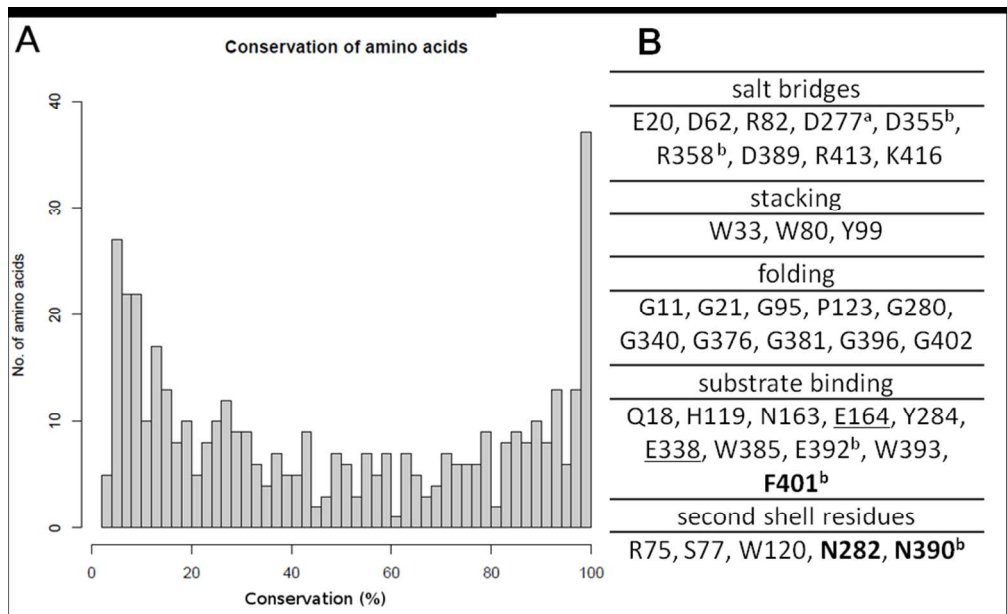 A
Conservation of amino acids
No. of amino acids
40
30
20
10
0
0 20 40 60 80 100
Conservation (%)
B
salt bridges
E20, D62, R82, D277ᵃ, D355ᵇ,
R358ᵇ, D389, R413, K416
stacking
W33, W80, Y99
folding
G11, G21, G95, P123, G280,
G340, G376, G381, G396, G402
substrate binding
Q18, H119, N163, E164, Y284,
E338, W385, E392ᵇ, W393,
F401ᵇ
second shell residues
R75, S77, W120, N282, N390ᵇ